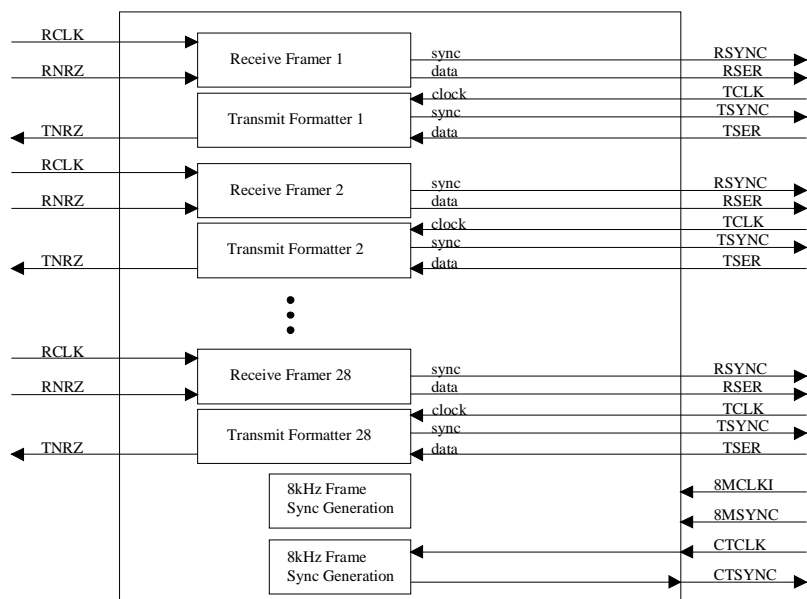 RCLK
Receive Framer 1
sync
RSYNC
RNRZ
data
RSER
clock
TCLK
Transmit Formatter 1
sync
TSYNC
TNRZ
data
TSER
RCLK
Receive Framer 2
sync
RSYNC
RNRZ
data
RSER
clock
TCLK
Transmit Formatter 2
sync
TSYNC
TNRZ
data
TSER
RCLK
Receive Framer 28
sync
RSYNC
RNRZ
data
RSER
clock
TCLK
Transmit Formatter 28
sync
TSYNC
TNRZ
data
TSER
8kHz Frame
Sync Generation
8MCLKI
8MSYNC
8kHz Frame
Sync Generation
CTCLK
CTSYNC